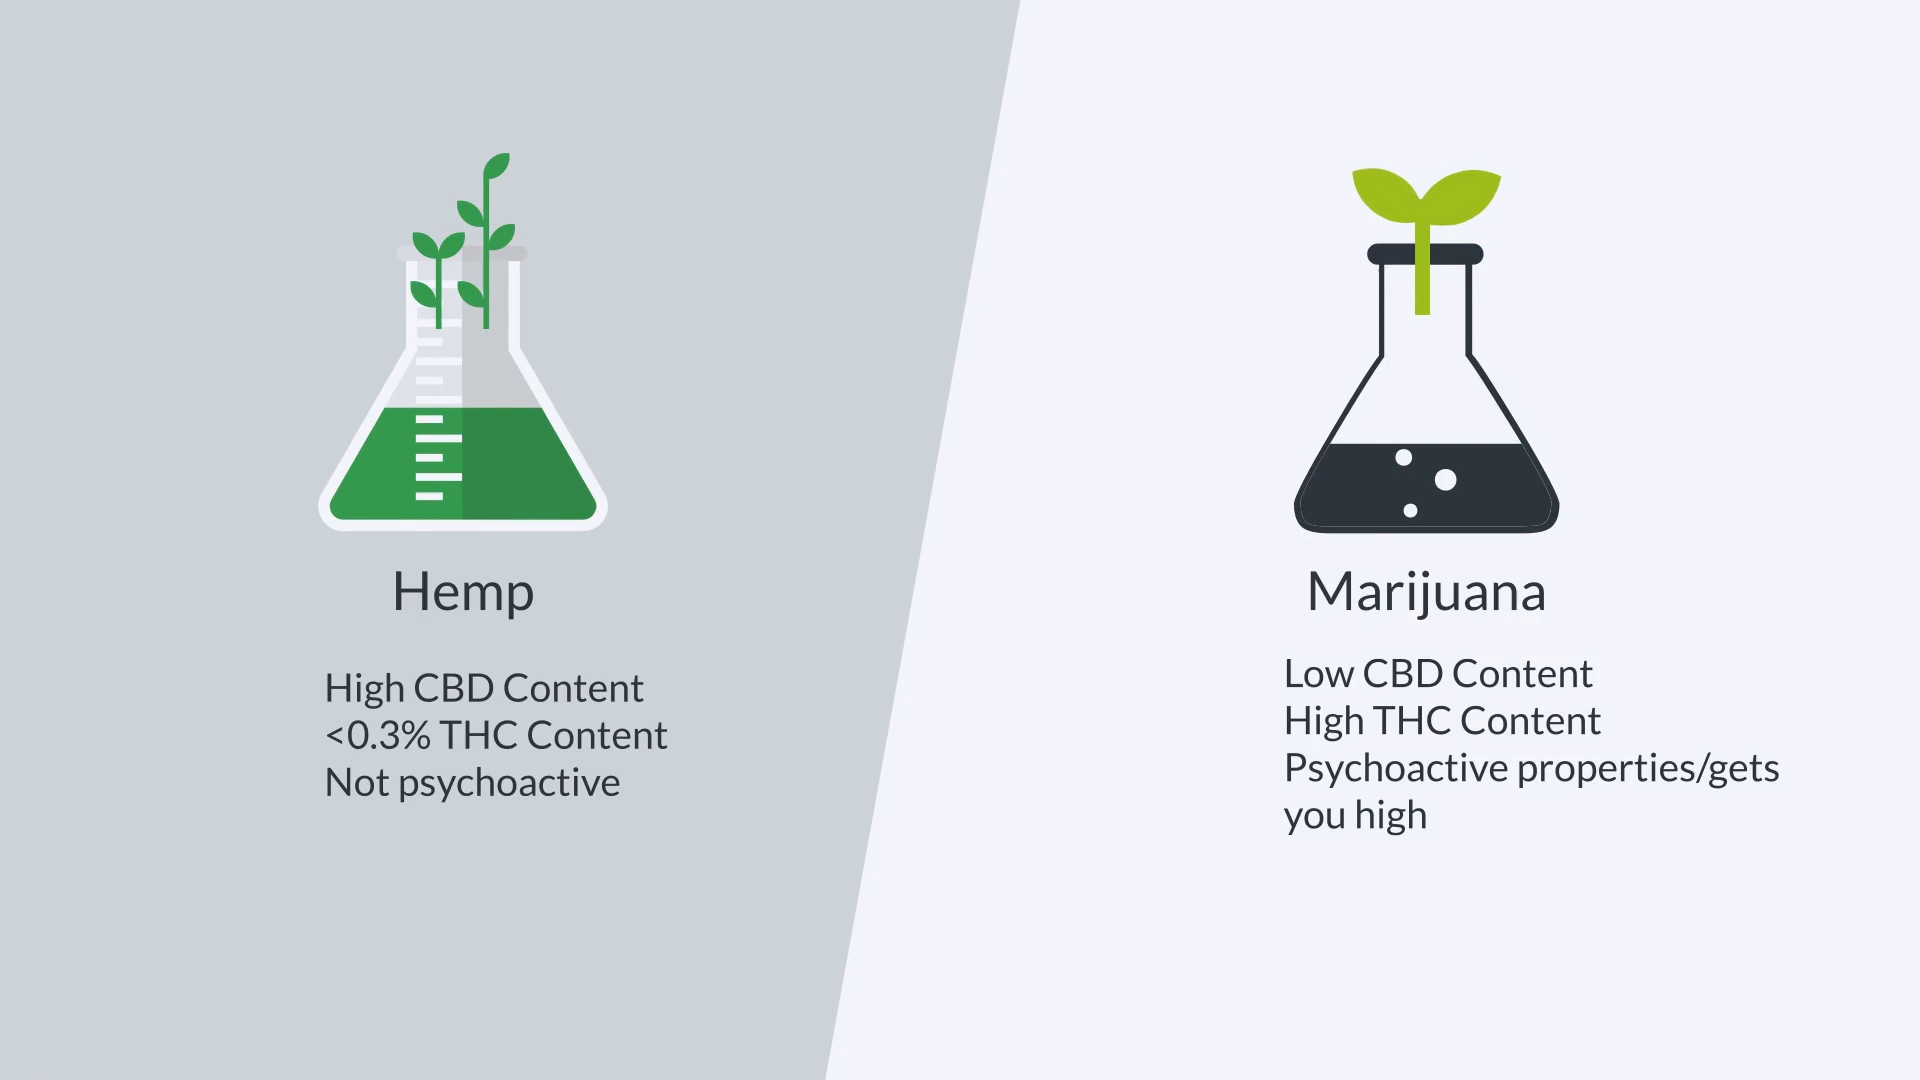 Hemp
High CBD Content
<0.3% THC Content
Not psychoactive
Marijuana
Low CBD Content
High THC Content
Psychoactive properties/gets
you high